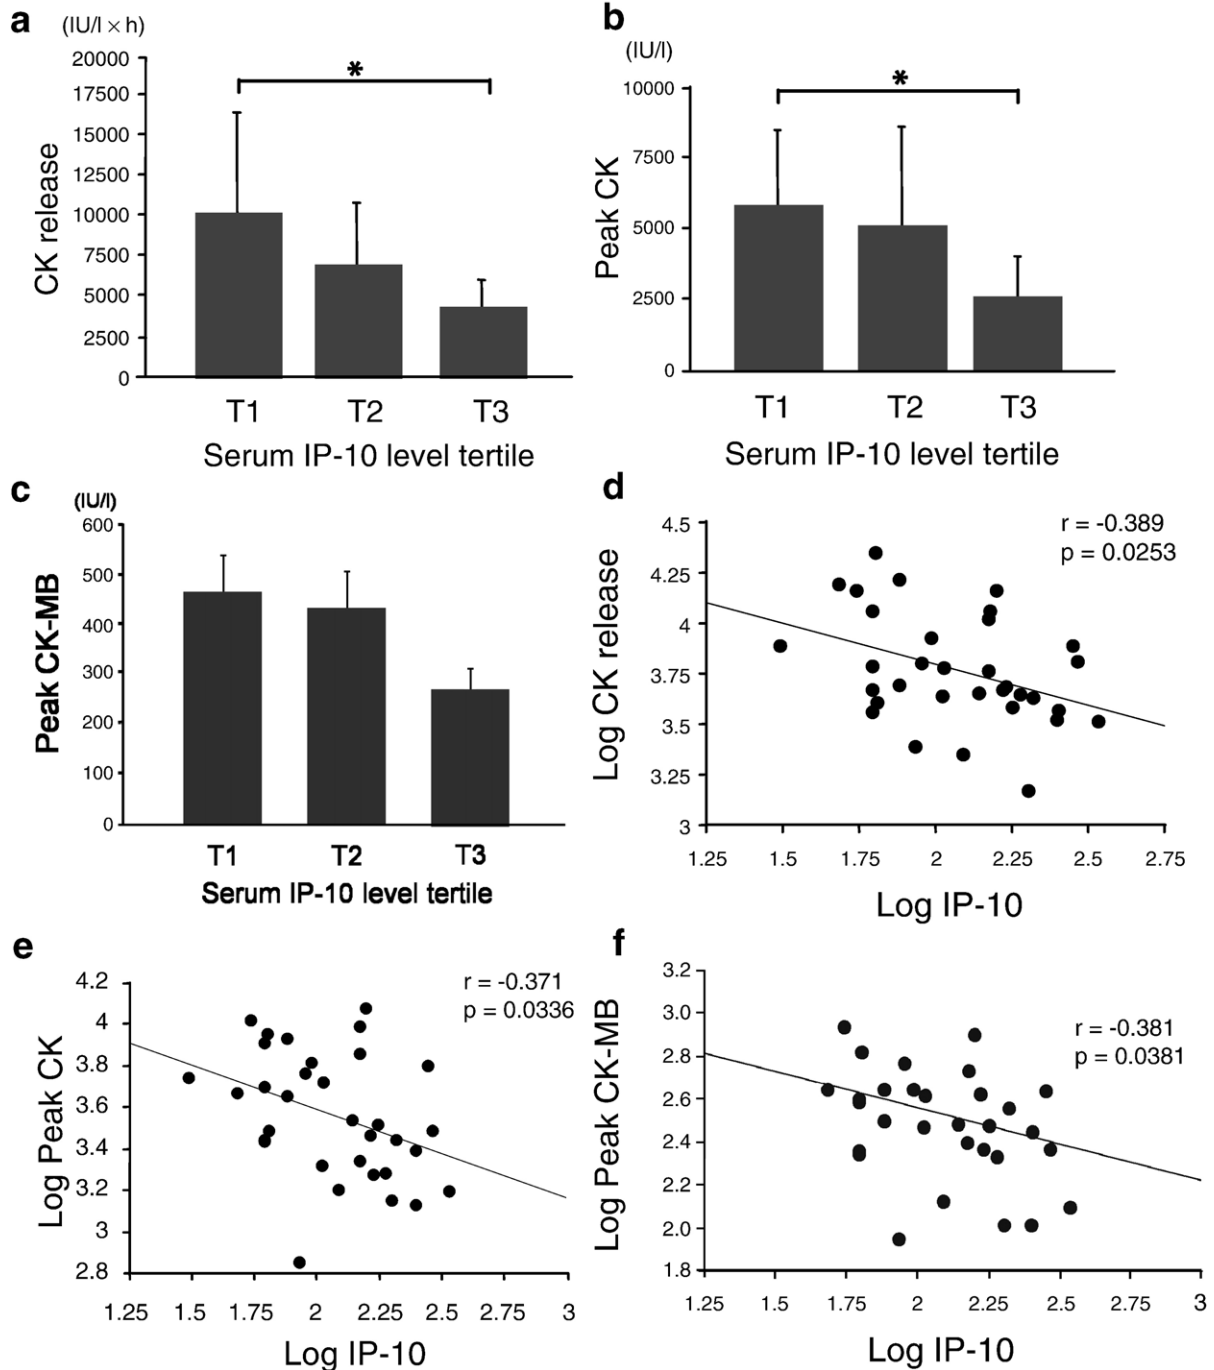 a (IU/l × h)
20000
17500
15000
12500
10000
7500
5000
2500
0
CK release
*
T1 T2 T3
Serum IP-10 level tertile
b
(IU/l)
10000
7500
5000
2500
0
Peak CK
*
T1 T2 T3
Serum IP-10 level tertile
c (IU/l)
600
500
400
300
200
100
0
Peak CK-MB
T1 T2 T3
Serum IP-10 level tertile
d
4.5
4.25
4
3.75
3.5
3.25
3
Log CK release
r = -0.389
p = 0.0253
1.25 1.5 1.75 2 2.25 2.5 2.75
Log IP-10
e
4.2
4
3.8
3.6
3.4
3.2
3
2.8
Log Peak CK
r = -0.371
p = 0.0336
1.25 1.5 1.75 2 2.25 2.5 2.75 3
Log IP-10
f
3.2
3.0
2.8
2.6
2.4
2.2
2.0
1.8
Log Peak CK-MB
r = -0.381
p = 0.0381
1.25 1.5 1.75 2 2.25 2.5 2.75 3
Log IP-10